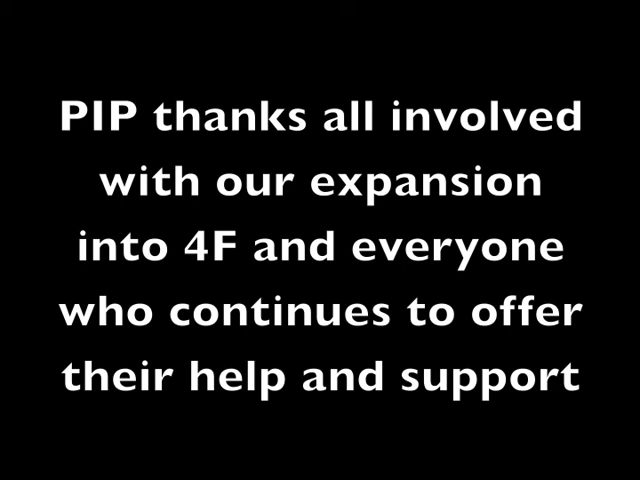 PIP thanks all involved
with our expansion
into 4F and everyone
who continues to offer
their help and support